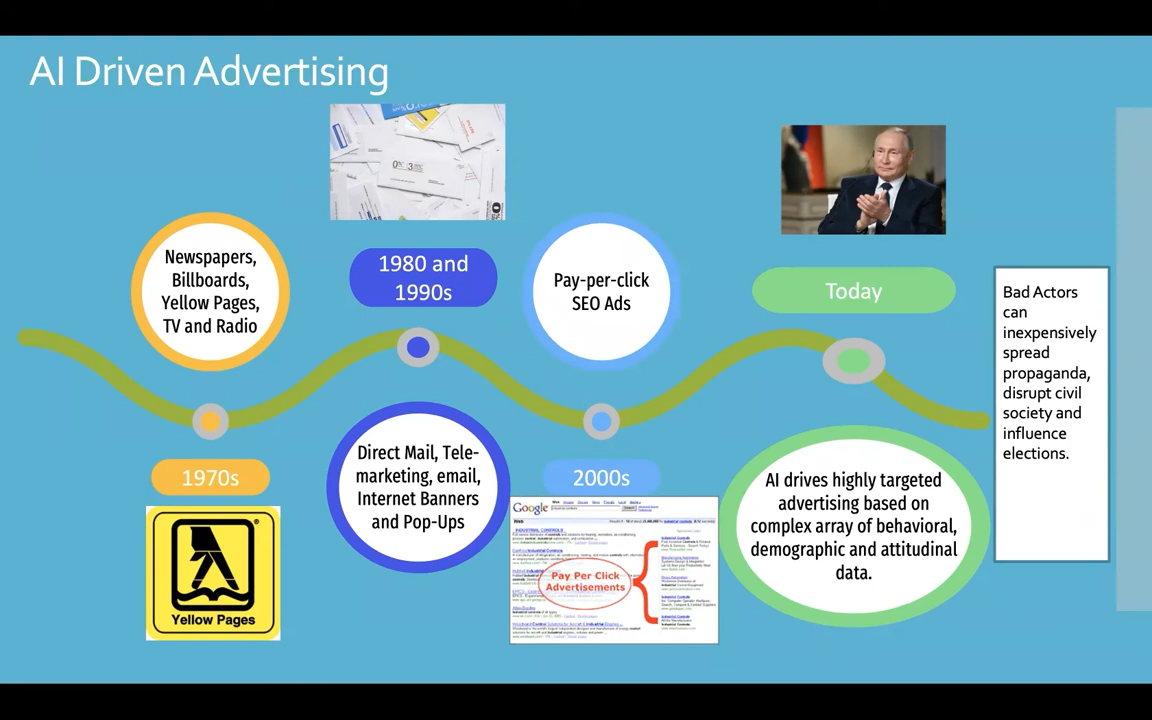 AI Driven Advertising
Newspapers,
Billboards,
Yellow Pages,
TV and Radio
1970s
Yellow Pages
1980 and
1990s
Direct Mail, Tele-
marketing, email,
Internet Banners
and Pop-Ups
Pay-per-click
SEO Ads
2000s
Google
Pay Per Click
Advertisements
Today
AI drives highly targeted
advertising based on
complex array of behavioral,
demographic and attitudinal
data.
Bad Actors
can
inexpensively
spread
propaganda,
disrupt civil
society and
influence
elections.